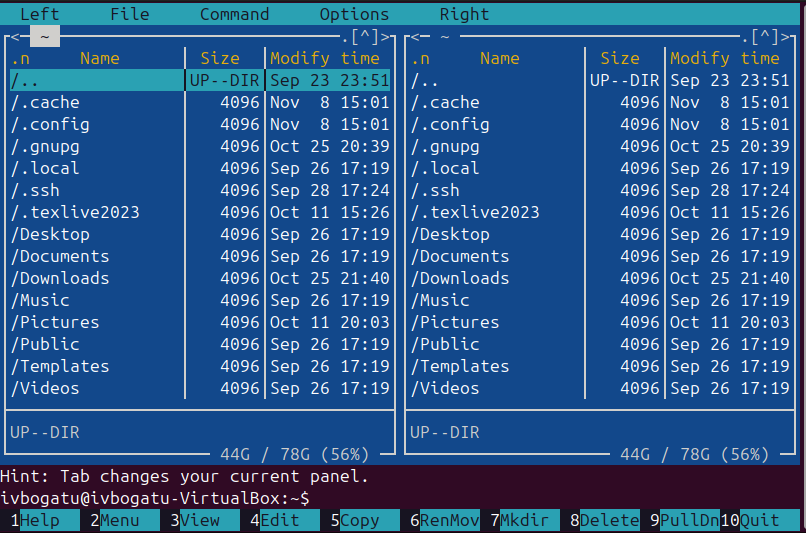 Left File Command Options Right
<─ ~ .[^]> <─ ~ .[^]>
.n Name Size Modify time .n Name Size Modify time
/.. UP--DIR Sep 23 23:51 /.. UP--DIR Sep 23 23:51
/.cache 4096 Nov 8 15:01 /.cache 4096 Nov 8 15:01
/.config 4096 Nov 8 15:01 /.config 4096 Nov 8 15:01
/.gnupg 4096 Oct 25 20:39 /.gnupg 4096 Oct 25 20:39
/.local 4096 Sep 26 17:19 /.local 4096 Sep 26 17:19
/.ssh 4096 Sep 28 17:24 /.ssh 4096 Sep 28 17:24
/.texlive2023 4096 Oct 11 15:26 /.texlive2023 4096 Oct 11 15:26
/Desktop 4096 Sep 26 17:19 /Desktop 4096 Sep 26 17:19
/Documents 4096 Sep 26 17:19 /Documents 4096 Sep 26 17:19
/Downloads 4096 Oct 25 21:40 /Downloads 4096 Oct 25 21:40
/Music 4096 Sep 26 17:19 /Music 4096 Sep 26 17:19
/Pictures 4096 Oct 11 20:03 /Pictures 4096 Oct 11 20:03
/Public 4096 Sep 26 17:19 /Public 4096 Sep 26 17:19
/Templates 4096 Sep 26 17:19 /Templates 4096 Sep 26 17:19
/Videos 4096 Sep 26 17:19 /Videos 4096 Sep 26 17:19
UP--DIR UP--DIR
44G / 78G (56%) 44G / 78G (56%)
Hint: Tab changes your current panel.
ivbogatu@ivbogatu-VirtualBox:~$
1Help 2Menu 3View 4Edit 5Copy 6RenMov 7Mkdir 8Delete 9PullDn 10Quit